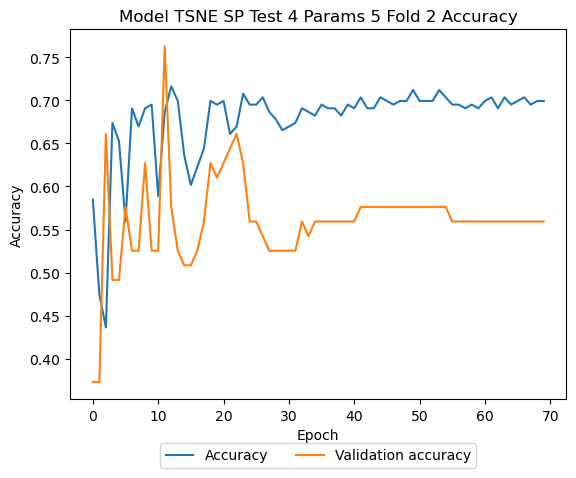 Model TSNE SP Test 4 Params 5 Fold 2 Accuracy
0.75
0.70
0.65
0.60
0.55
0.50
0.45
0.40
Accuracy
0 10 20 30 40 50 60 70
Epoch
Accuracy Validation accuracy